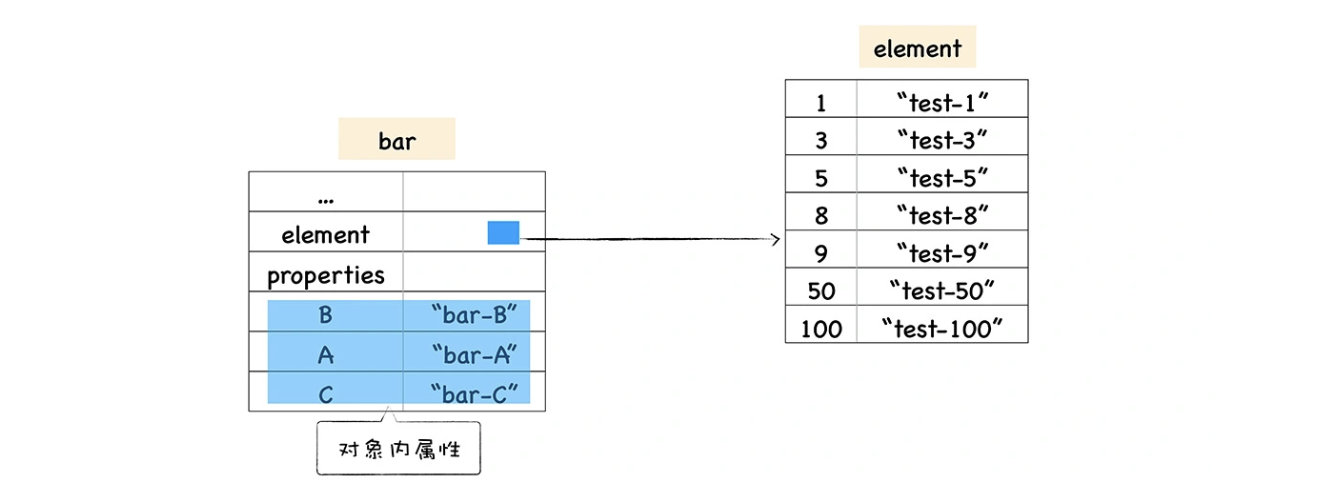 bar
...
element
properties
B "bar-B"
A "bar-A"
C "bar-C"
对象内属性
element
1 "test-1"
3 "test-3"
5 "test-5"
8 "test-8"
9 "test-9"
50 "test-50"
100 "test-100"